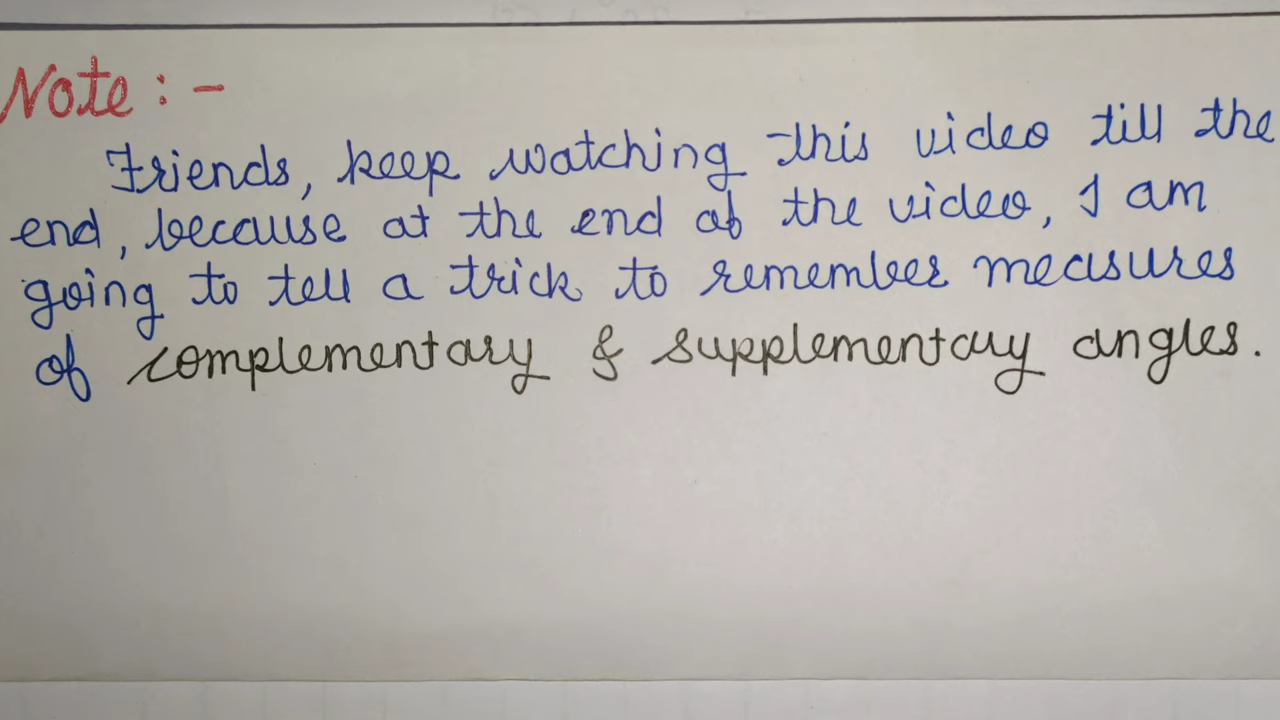 Note : -
Friends, keep watching this video till the
end, because at the end of the video, I am
going to tell a trick to remember measures
of complementary & supplementary angles.